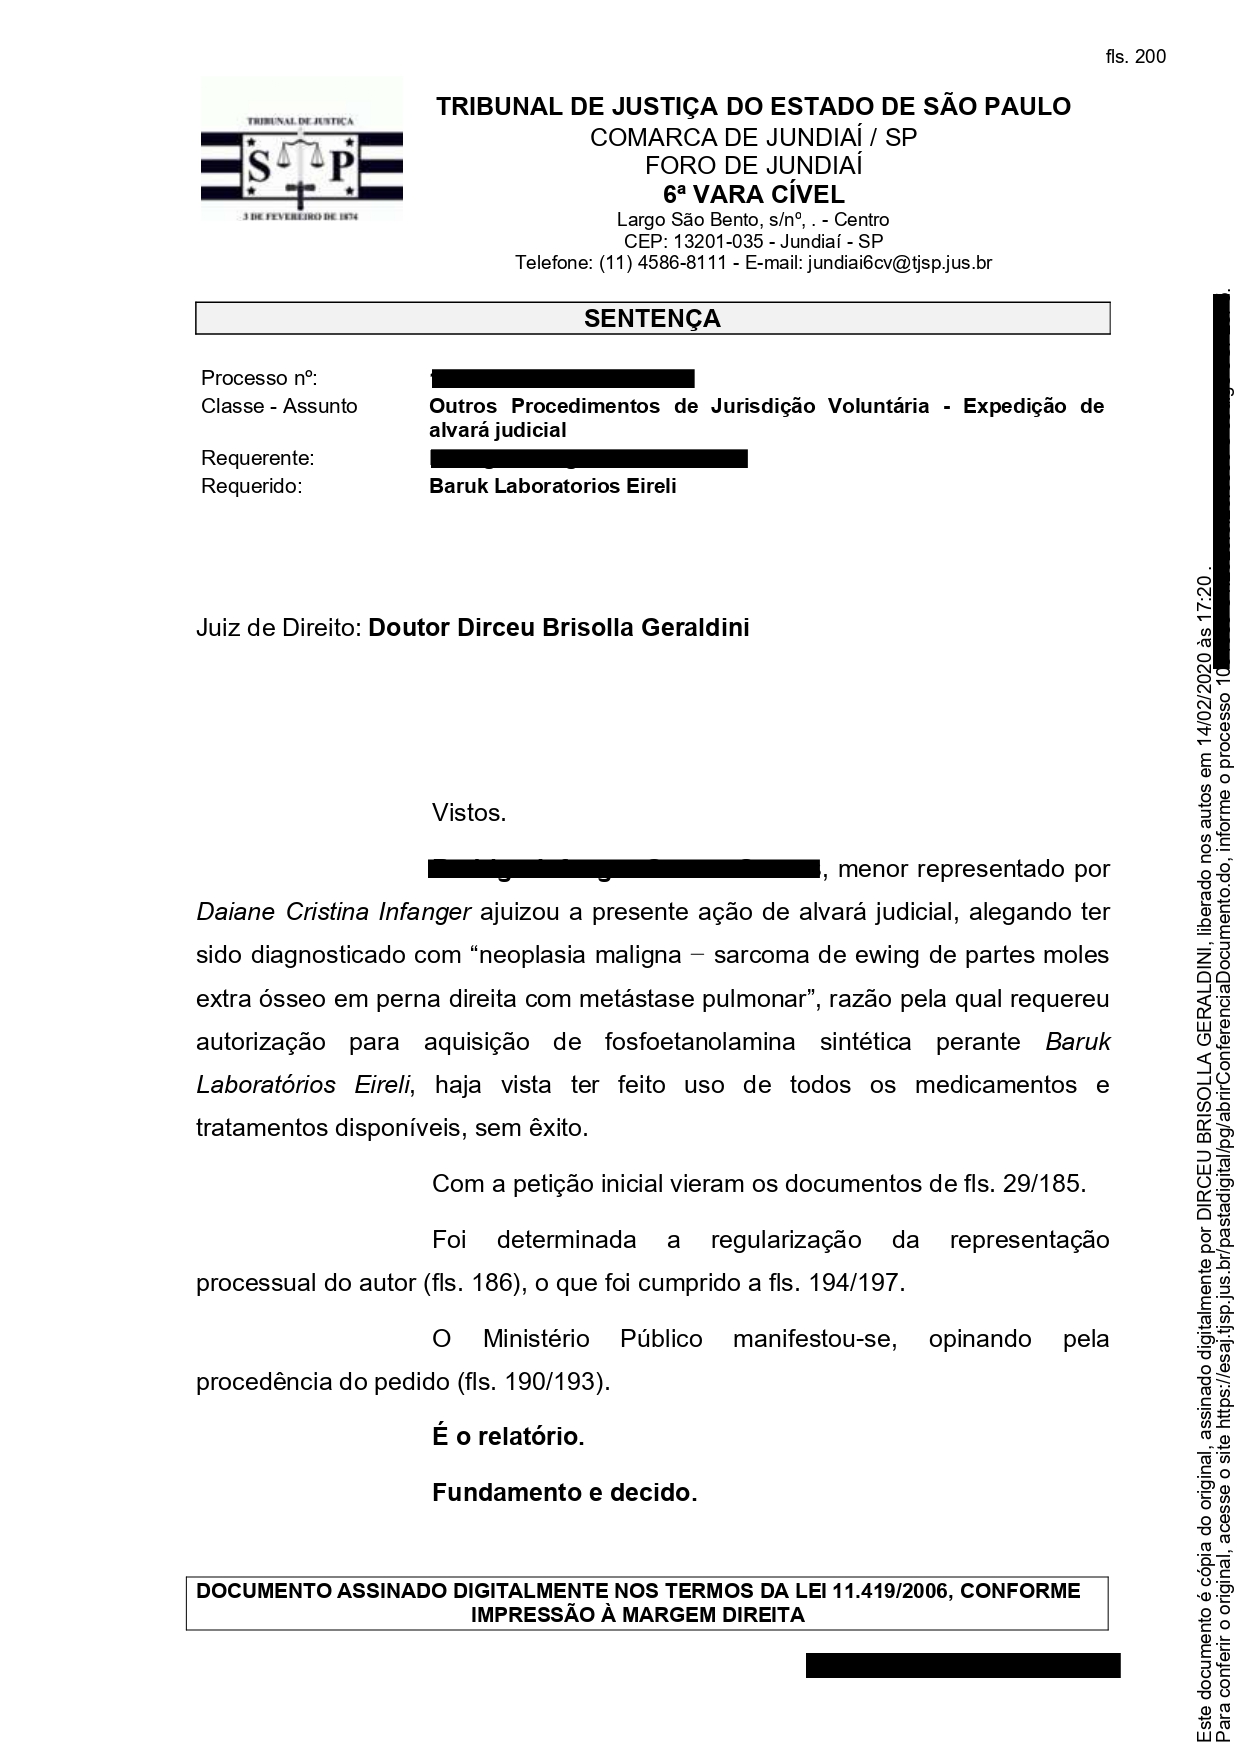 fls. 200
TRIBUNAL DE JUSTIÇA
S P
3 DE FEVEREIRO DE 1874
TRIBUNAL DE JUSTIÇA DO ESTADO DE SÃO PAULO
COMARCA DE JUNDIAÍ / SP
FORO DE JUNDIAÍ
6ª VARA CÍVEL
Largo São Bento, s/nº, . - Centro
CEP: 13201-035 - Jundiaí - SP
Telefone: (11) 4586-8111 - E-mail: jundiai6cv@tjsp.jus.br
SENTENÇA
Processo nº:
Classe - Assunto Outros Procedimentos de Jurisdição Voluntária - Expedição de
alvará judicial
Requerente:
Requerido: Baruk Laboratorios Eireli
Juiz de Direito: Doutor Dirceu Brisolla Geraldini
Vistos.
, menor representado por
Daiane Cristina Infanger ajuizou a presente ação de alvará judicial, alegando ter
sido diagnosticado com “neoplasia maligna – sarcoma de ewing de partes moles
extra ósseo em perna direita com metástase pulmonar”, razão pela qual requereu
autorização para aquisição de fosfoetanolamina sintética perante Baruk
Laboratórios Eireli, haja vista ter feito uso de todos os medicamentos e
tratamentos disponíveis, sem êxito.
Com a petição inicial vieram os documentos de fls. 29/185.
Foi determinada a regularização da representação
processual do autor (fls. 186), o que foi cumprido a fls. 194/197.
O Ministério Público manifestou-se, opinando pela
procedência do pedido (fls. 190/193).
É o relatório.
Fundamento e decido.
DOCUMENTO ASSINADO DIGITALMENTE NOS TERMOS DA LEI 11.419/2006, CONFORME
IMPRESSÃO À MARGEM DIREITA
Este documento é cópia do original, assinado digitalmente por DIRCEU BRISOLLA GERALDINI, liberado nos autos em 14/02/2020 às 17:20 .
Para conferir o original, acesse o site https://esaj.tjsp.jus.br/pastadigital/pg/abrirConferenciaDocumento.do, informe o processo 10